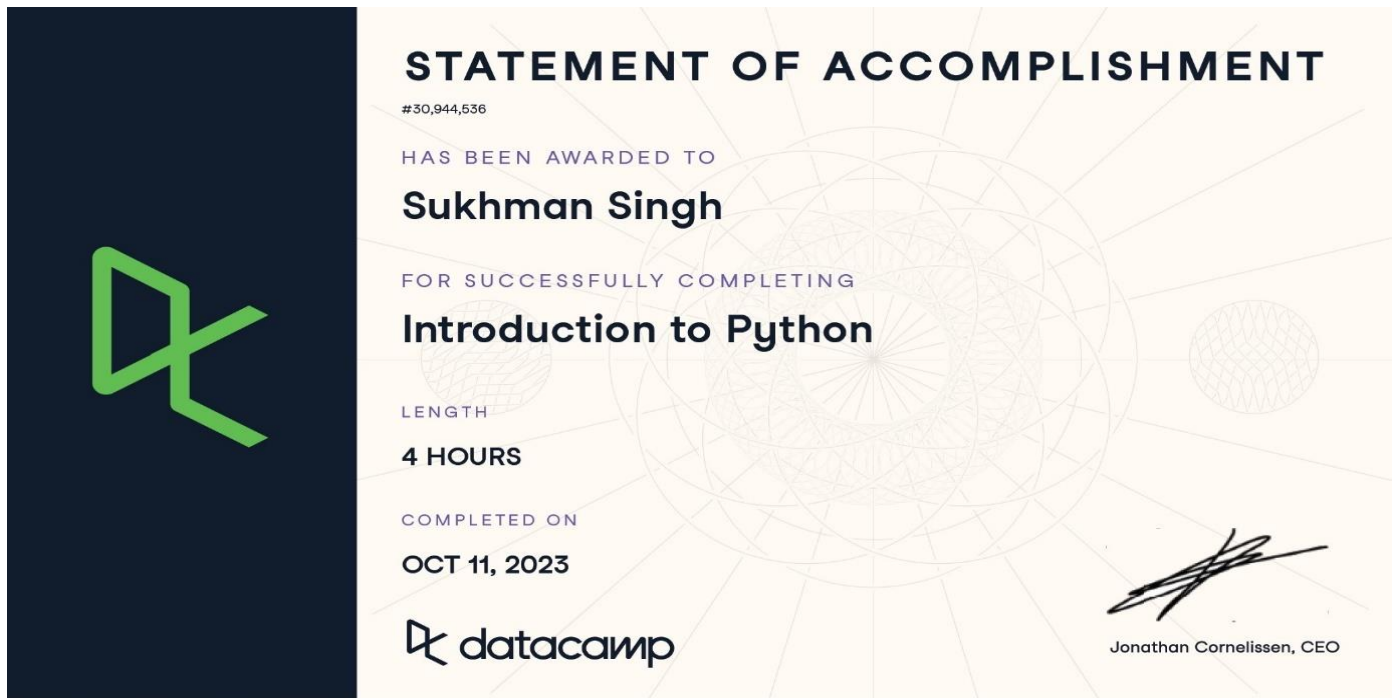 STATEMENT OF ACCOMPLISHMENT
#30,944,536
HAS BEEN AWARDED TO
Sukhman Singh
FOR SUCCESSFULLY COMPLETING
Introduction to Python
LENGTH
4 HOURS
COMPLETED ON
OCT 11, 2023
datacamp
Jonathan Cornelissen, CEO